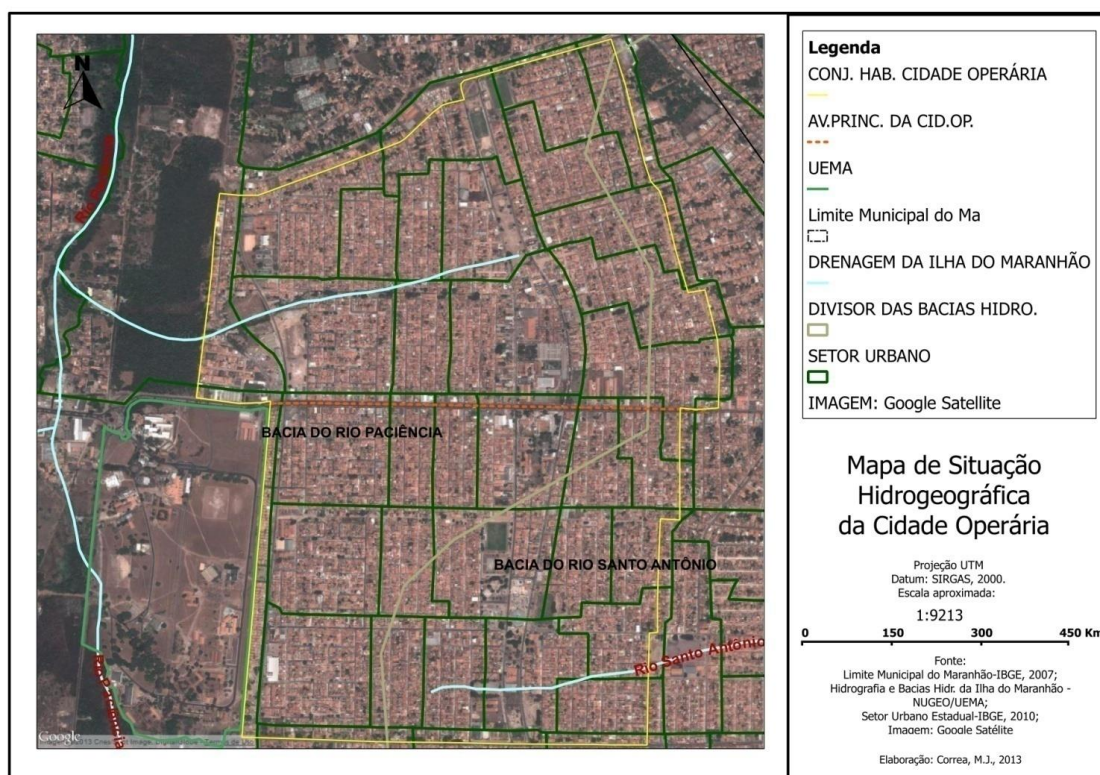 N
BACIA DO RIO PACIÊNCIA
BACIA DO RIO SANTO ANTÔNIO
Rio Santo Antônio
Google
Legenda
CONJ. HAB. CIDADE OPERÁRIA
AV.PRINC. DA CID.OP.
UEMA
Limite Municipal do Ma
DRENAGEM DA ILHA DO MARANHÃO
DIVISOR DAS BACIAS HIDRO.
SETOR URBANO
IMAGEM: Google Satellite
Mapa de Situação
Hidrogeográfica
da Cidade Operária
Projeção UTM
Datum: SIRGAS, 2000.
Escala aproximada:
1:9213
0 150 300 450 Km
Fonte:
Limite Municipal do Maranhão-IBGE, 2007;
Hidrografia e Bacias Hidr. da Ilha do Maranhão -
NUGEO/UEMA;
Setor Urbano Estadual-IBGE, 2010;
Imagem: Google Satélite
Elaboração: Correa, M.J., 2013